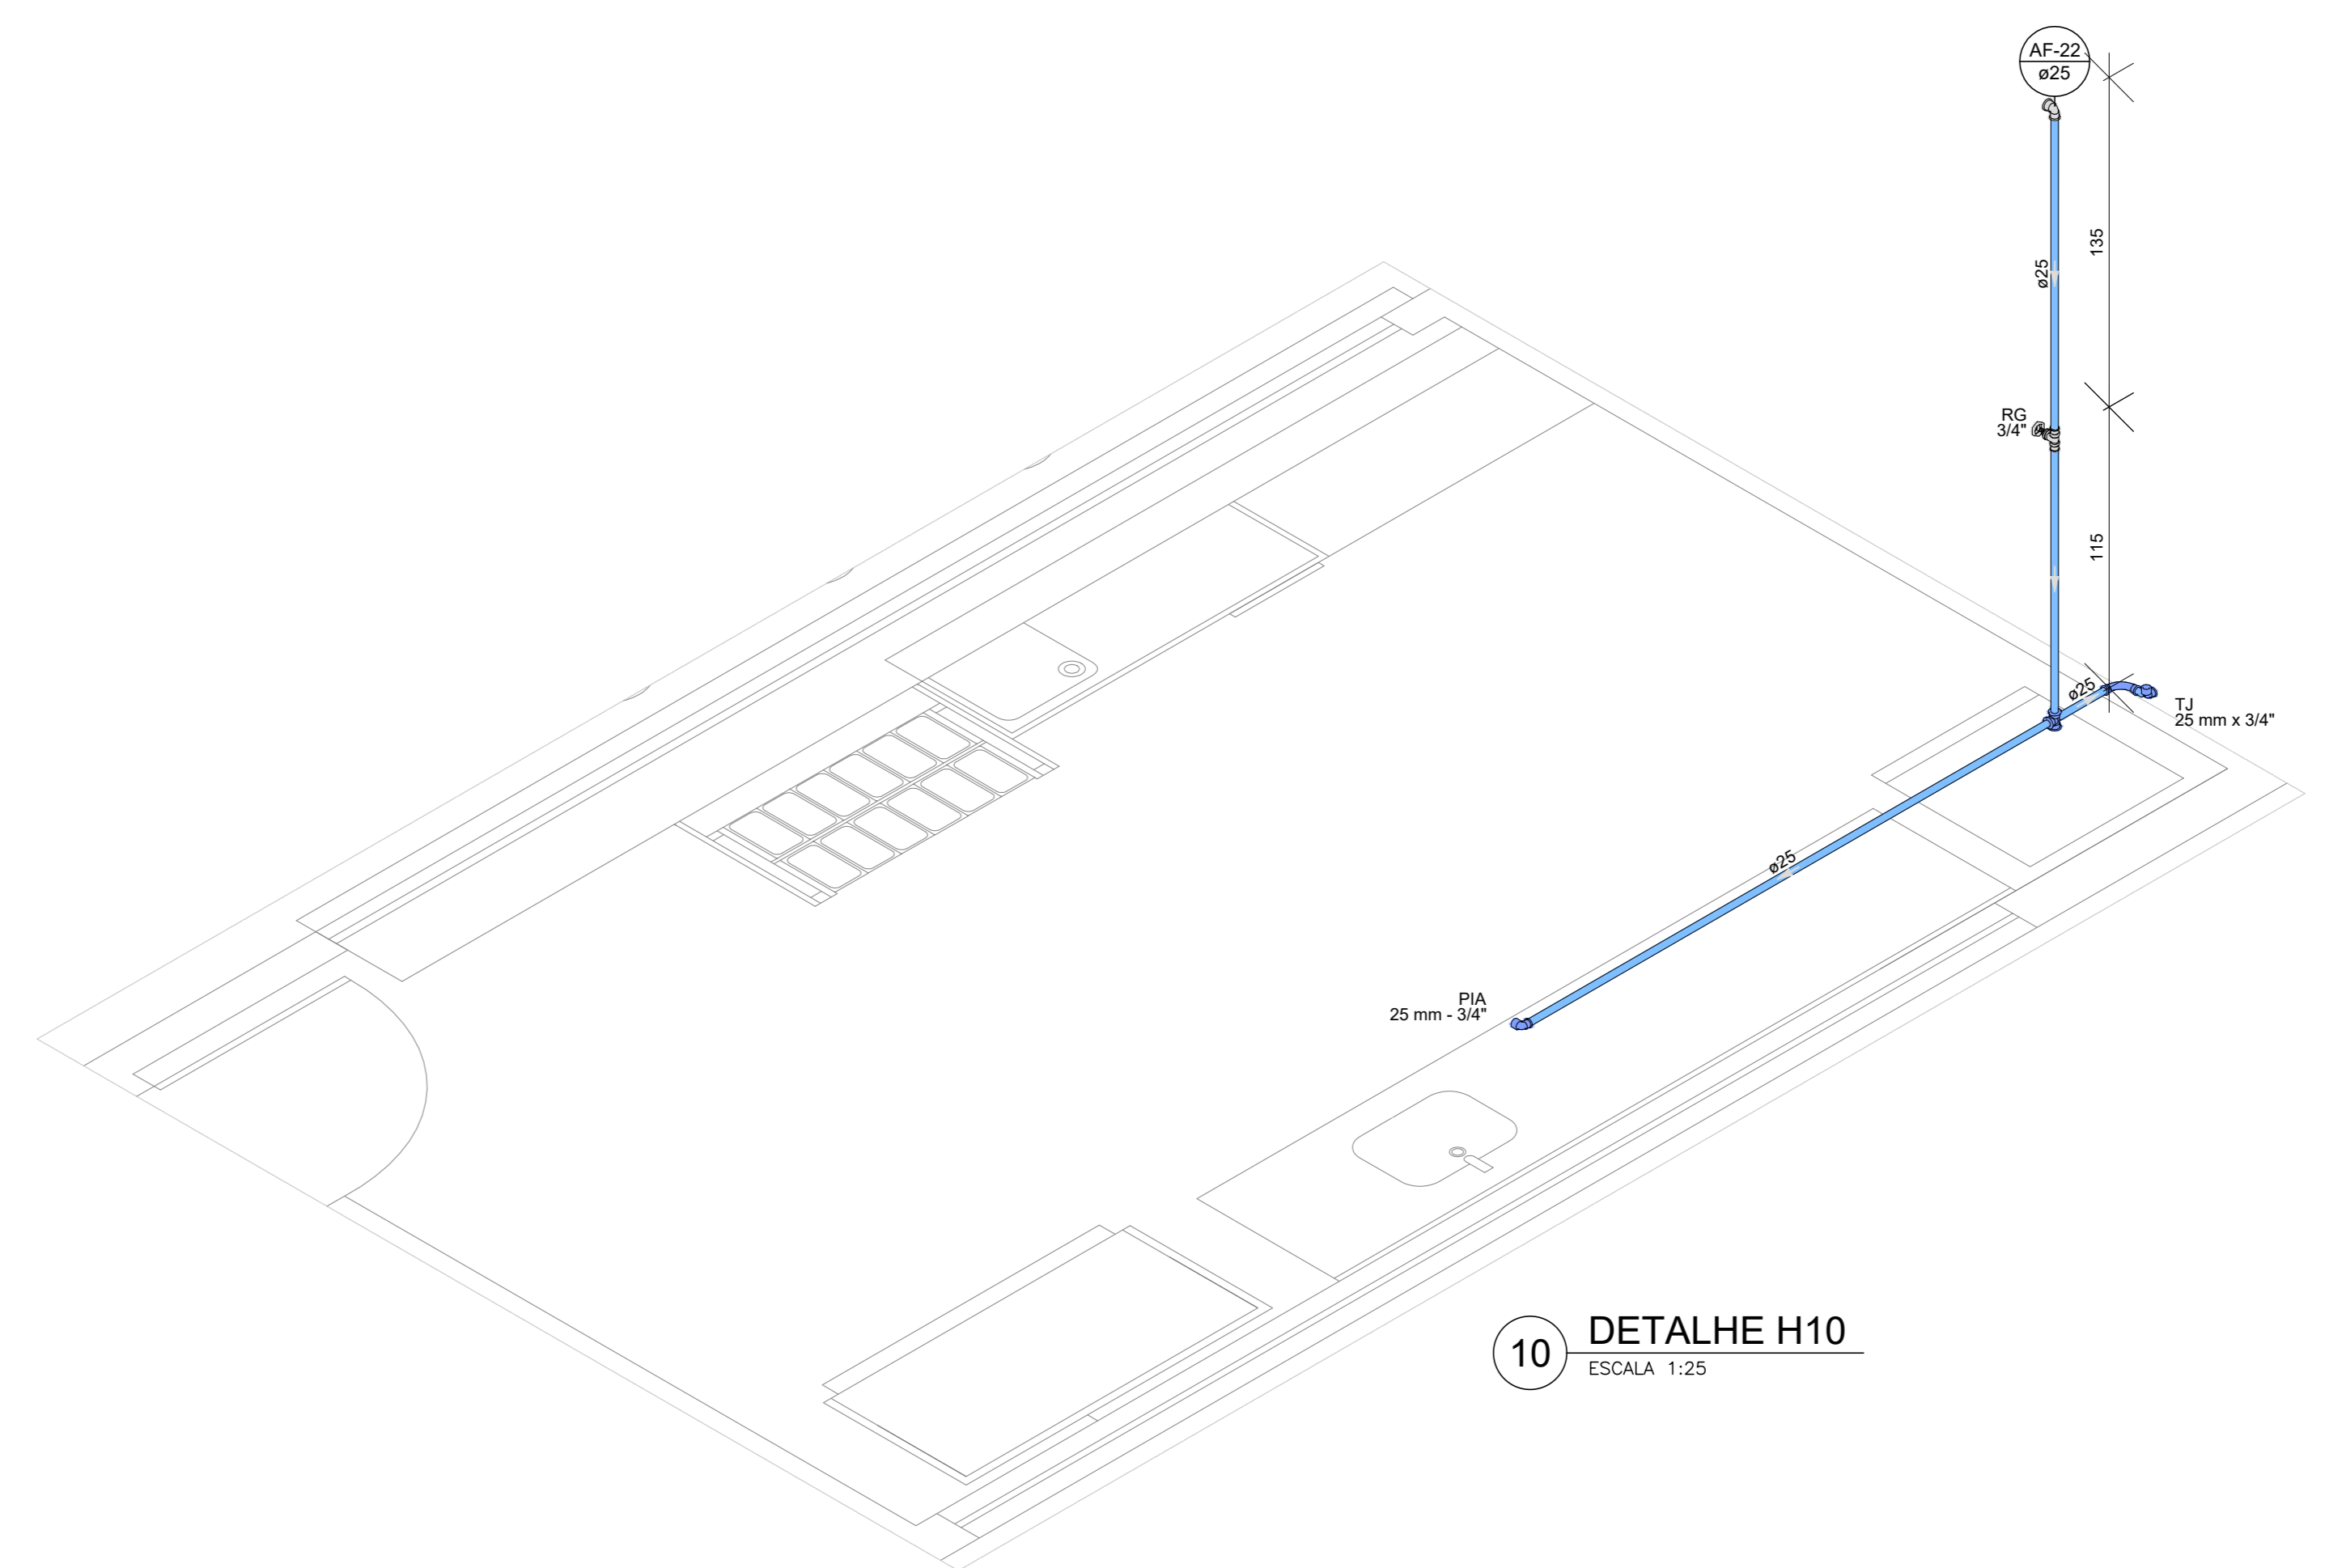 AF-22
ø25
135
ø25
RG
3/4"
115
ø25
TJ
25 mm x 3/4"
ø25
PIA
25 mm - 3/4"
10
DETALHE H10
ESCALA 1:25